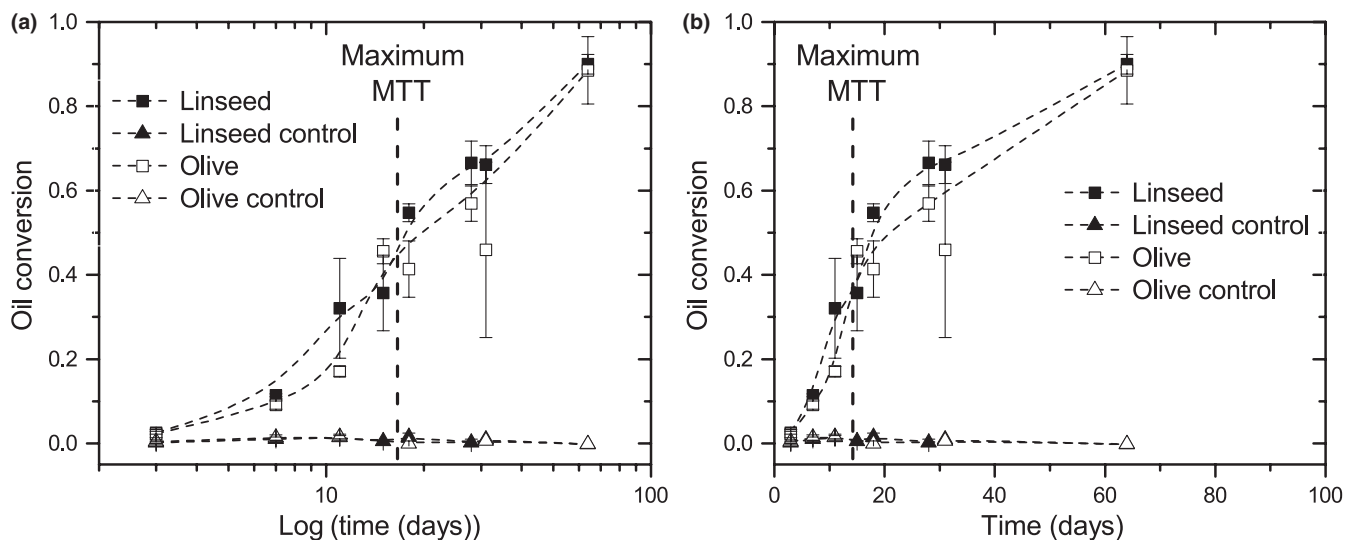 (a)
1.0
0.8
0.6
0.4
0.2
0.0
Oil conversion
Maximum
MTT
Linseed
Linseed control
Olive
Olive control
10
100
Log (time (days))
(b)
1.0
0.8
0.6
0.4
0.2
0.0
Oil conversion
Maximum
MTT
Linseed
Linseed control
Olive
Olive control
0
20
40
60
80
100
Time (days)